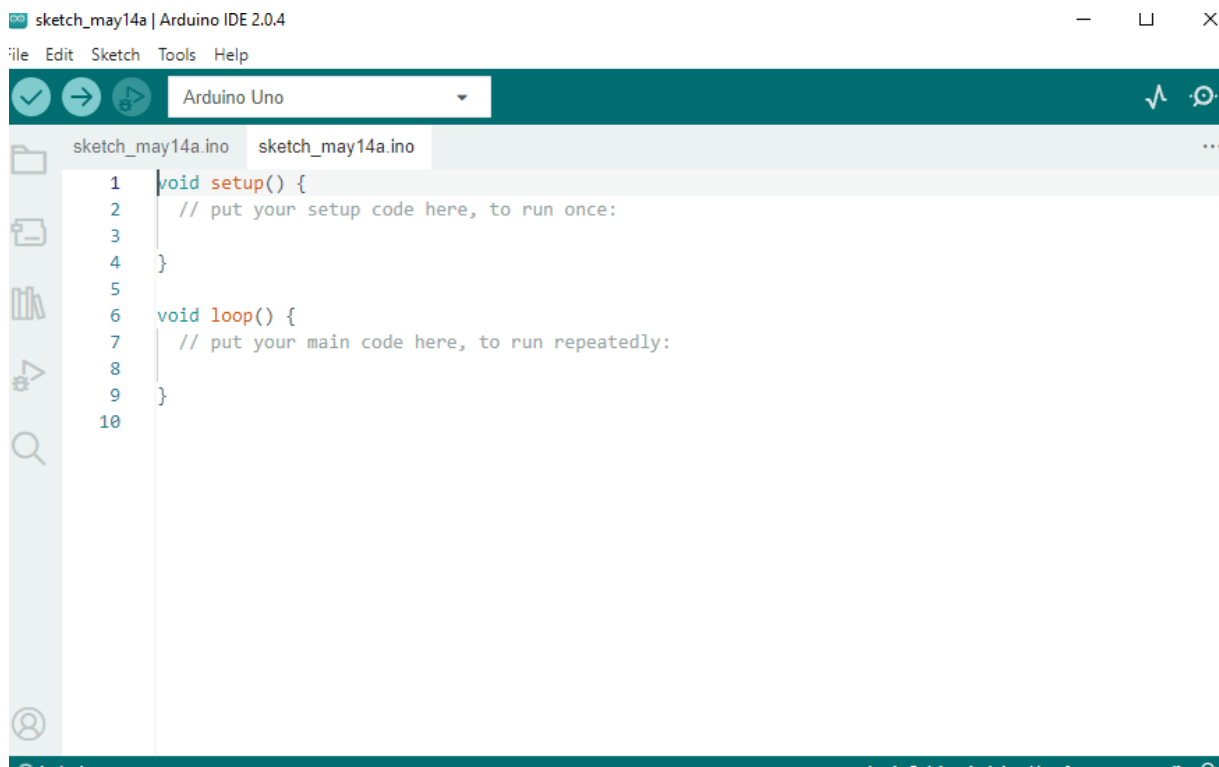 sketch_may14a | Arduino IDE 2.0.4
File Edit Sketch Tools Help
Arduino Uno
sketch_may14a.ino sketch_may14a.ino
1 void setup() {
2 // put your setup code here, to run once:
3
4 }
5
6 void loop() {
7 // put your main code here, to run repeatedly:
8
9 }
10